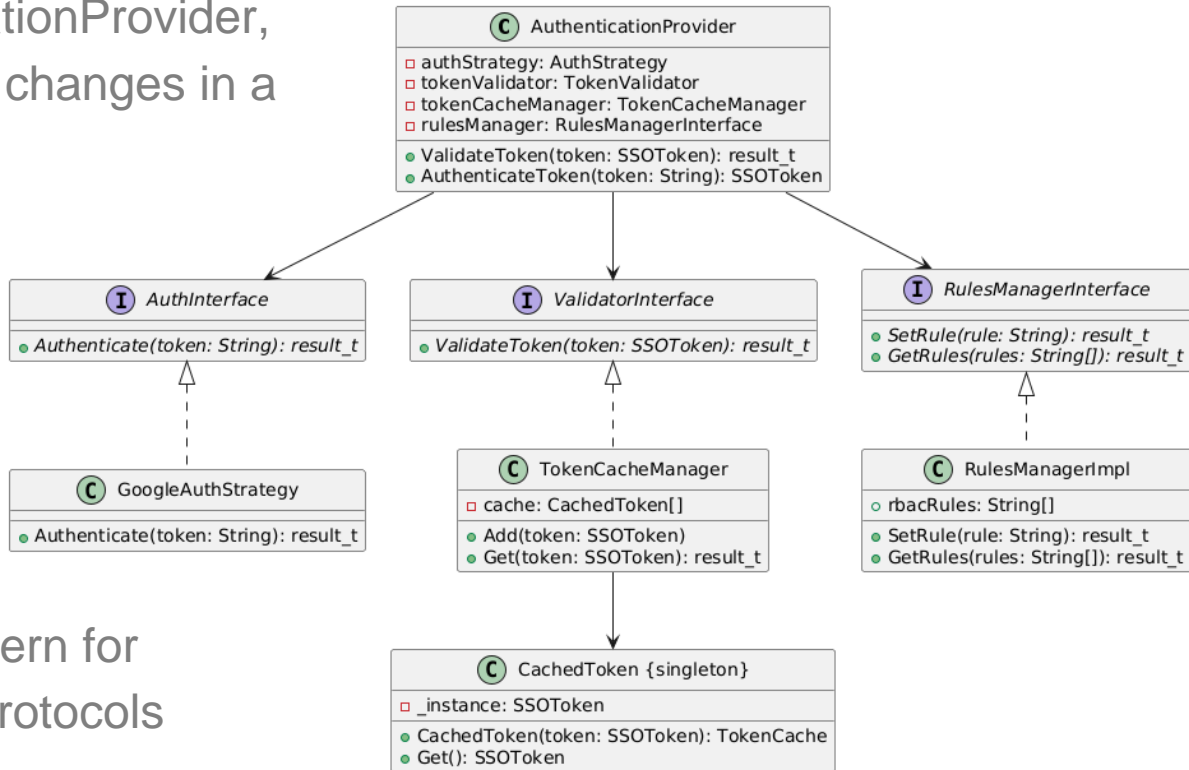 ationProvider,
changes in a
C AuthenticationProvider
authStrategy: AuthStrategy
tokenValidator: TokenValidator
tokenCacheManager: TokenCacheManager
rulesManager: RulesManagerInterface
ValidateToken(token: SSOToken): result_t
AuthenticateToken(token: String): SSOToken
I AuthInterface
Authenticate(token: String): result_t
I ValidatorInterface
ValidateToken(token: SSOToken): result_t
I RulesManagerInterface
SetRule(rule: String): result_t
GetRules(rules: String[]): result_t
C GoogleAuthStrategy
Authenticate(token: String): result_t
C TokenCacheManager
cache: CachedToken[]
Add(token: SSOToken)
Get(token: SSOToken): result_t
C RulesManagerImpl
rbacRules: String[]
SetRule(rule: String): result_t
GetRules(rules: String[]): result_t
ern for
rotocols
C CachedToken {singleton}
_instance: SSOToken
CachedToken(token: SSOToken): TokenCache
Get(): SSOToken